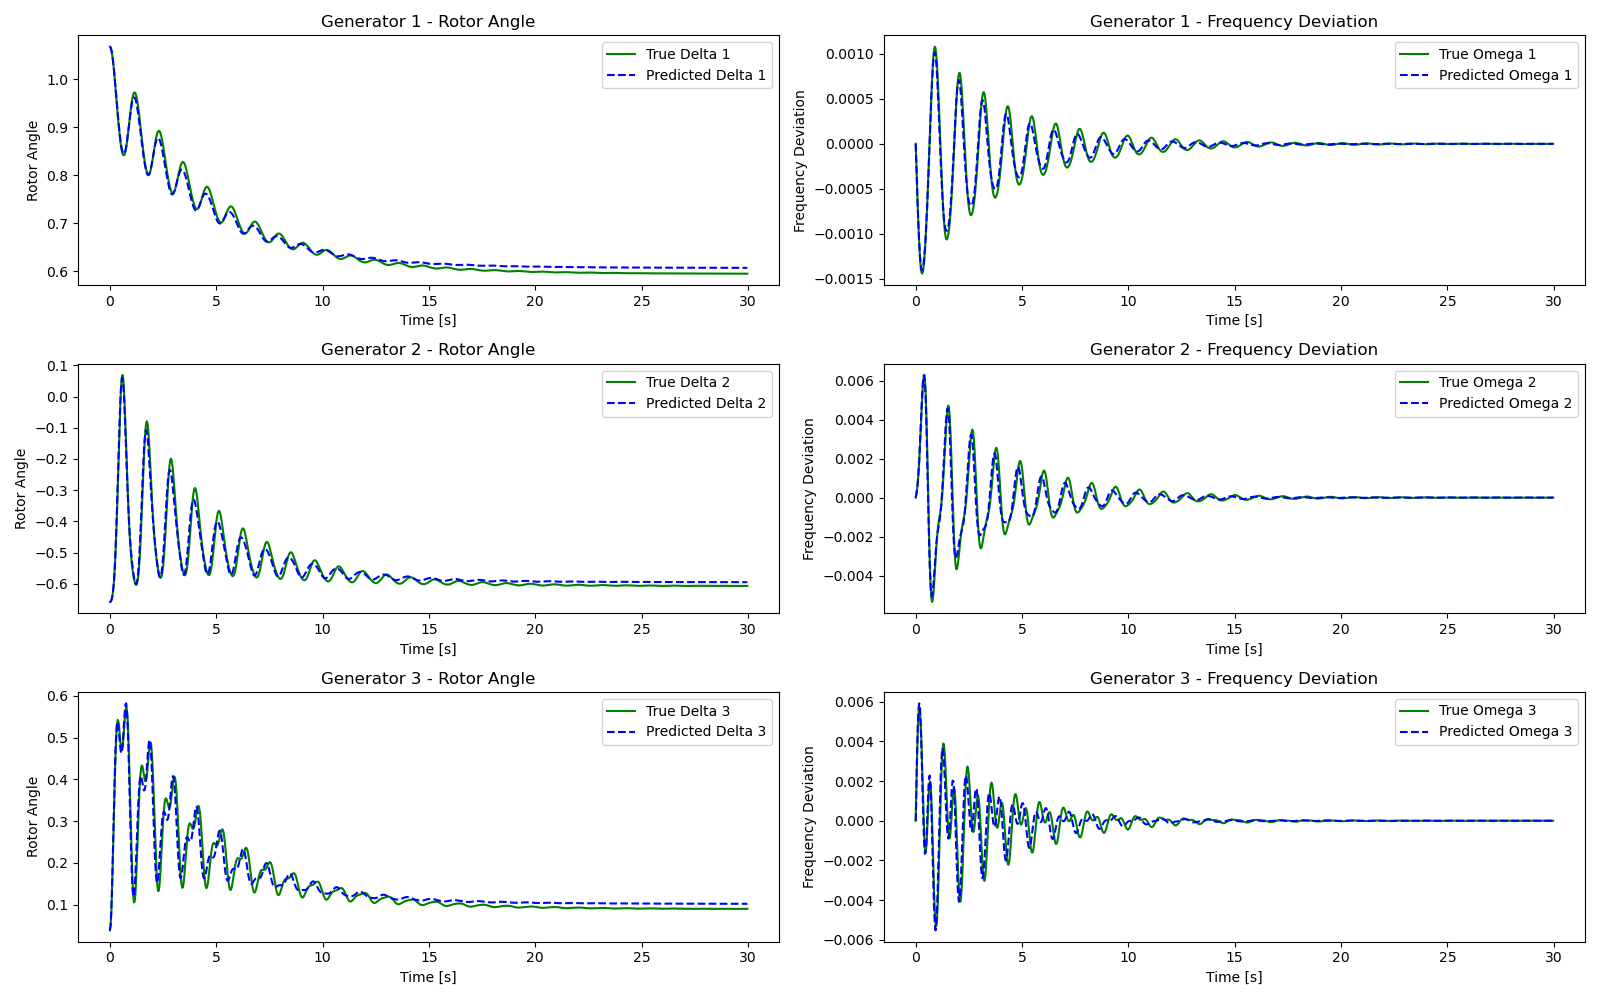 Generator 1 - Rotor Angle
Rotor Angle
1.0
0.9
0.8
0.7
0.6
True Delta 1
Predicted Delta 1
0 5 10 15 20 25 30
Time [s]
Generator 1 - Frequency Deviation
Frequency Deviation
0.0010
0.0005
0.0000
−0.0005
−0.0010
−0.0015
True Omega 1
Predicted Omega 1
0 5 10 15 20 25 30
Time [s]
Generator 2 - Rotor Angle
Rotor Angle
0.1
0.0
−0.1
−0.2
−0.3
−0.4
−0.5
−0.6
True Delta 2
Predicted Delta 2
0 5 10 15 20 25 30
Time [s]
Generator 2 - Frequency Deviation
Frequency Deviation
0.006
0.004
0.002
0.000
−0.002
−0.004
True Omega 2
Predicted Omega 2
0 5 10 15 20 25 30
Time [s]
Generator 3 - Rotor Angle
Rotor Angle
0.6
0.5
0.4
0.3
0.2
0.1
True Delta 3
Predicted Delta 3
0 5 10 15 20 25 30
Time [s]
Generator 3 - Frequency Deviation
Frequency Deviation
0.006
0.004
0.002
0.000
−0.002
−0.004
−0.006
True Omega 3
Predicted Omega 3
0 5 10 15 20 25 30
Time [s]